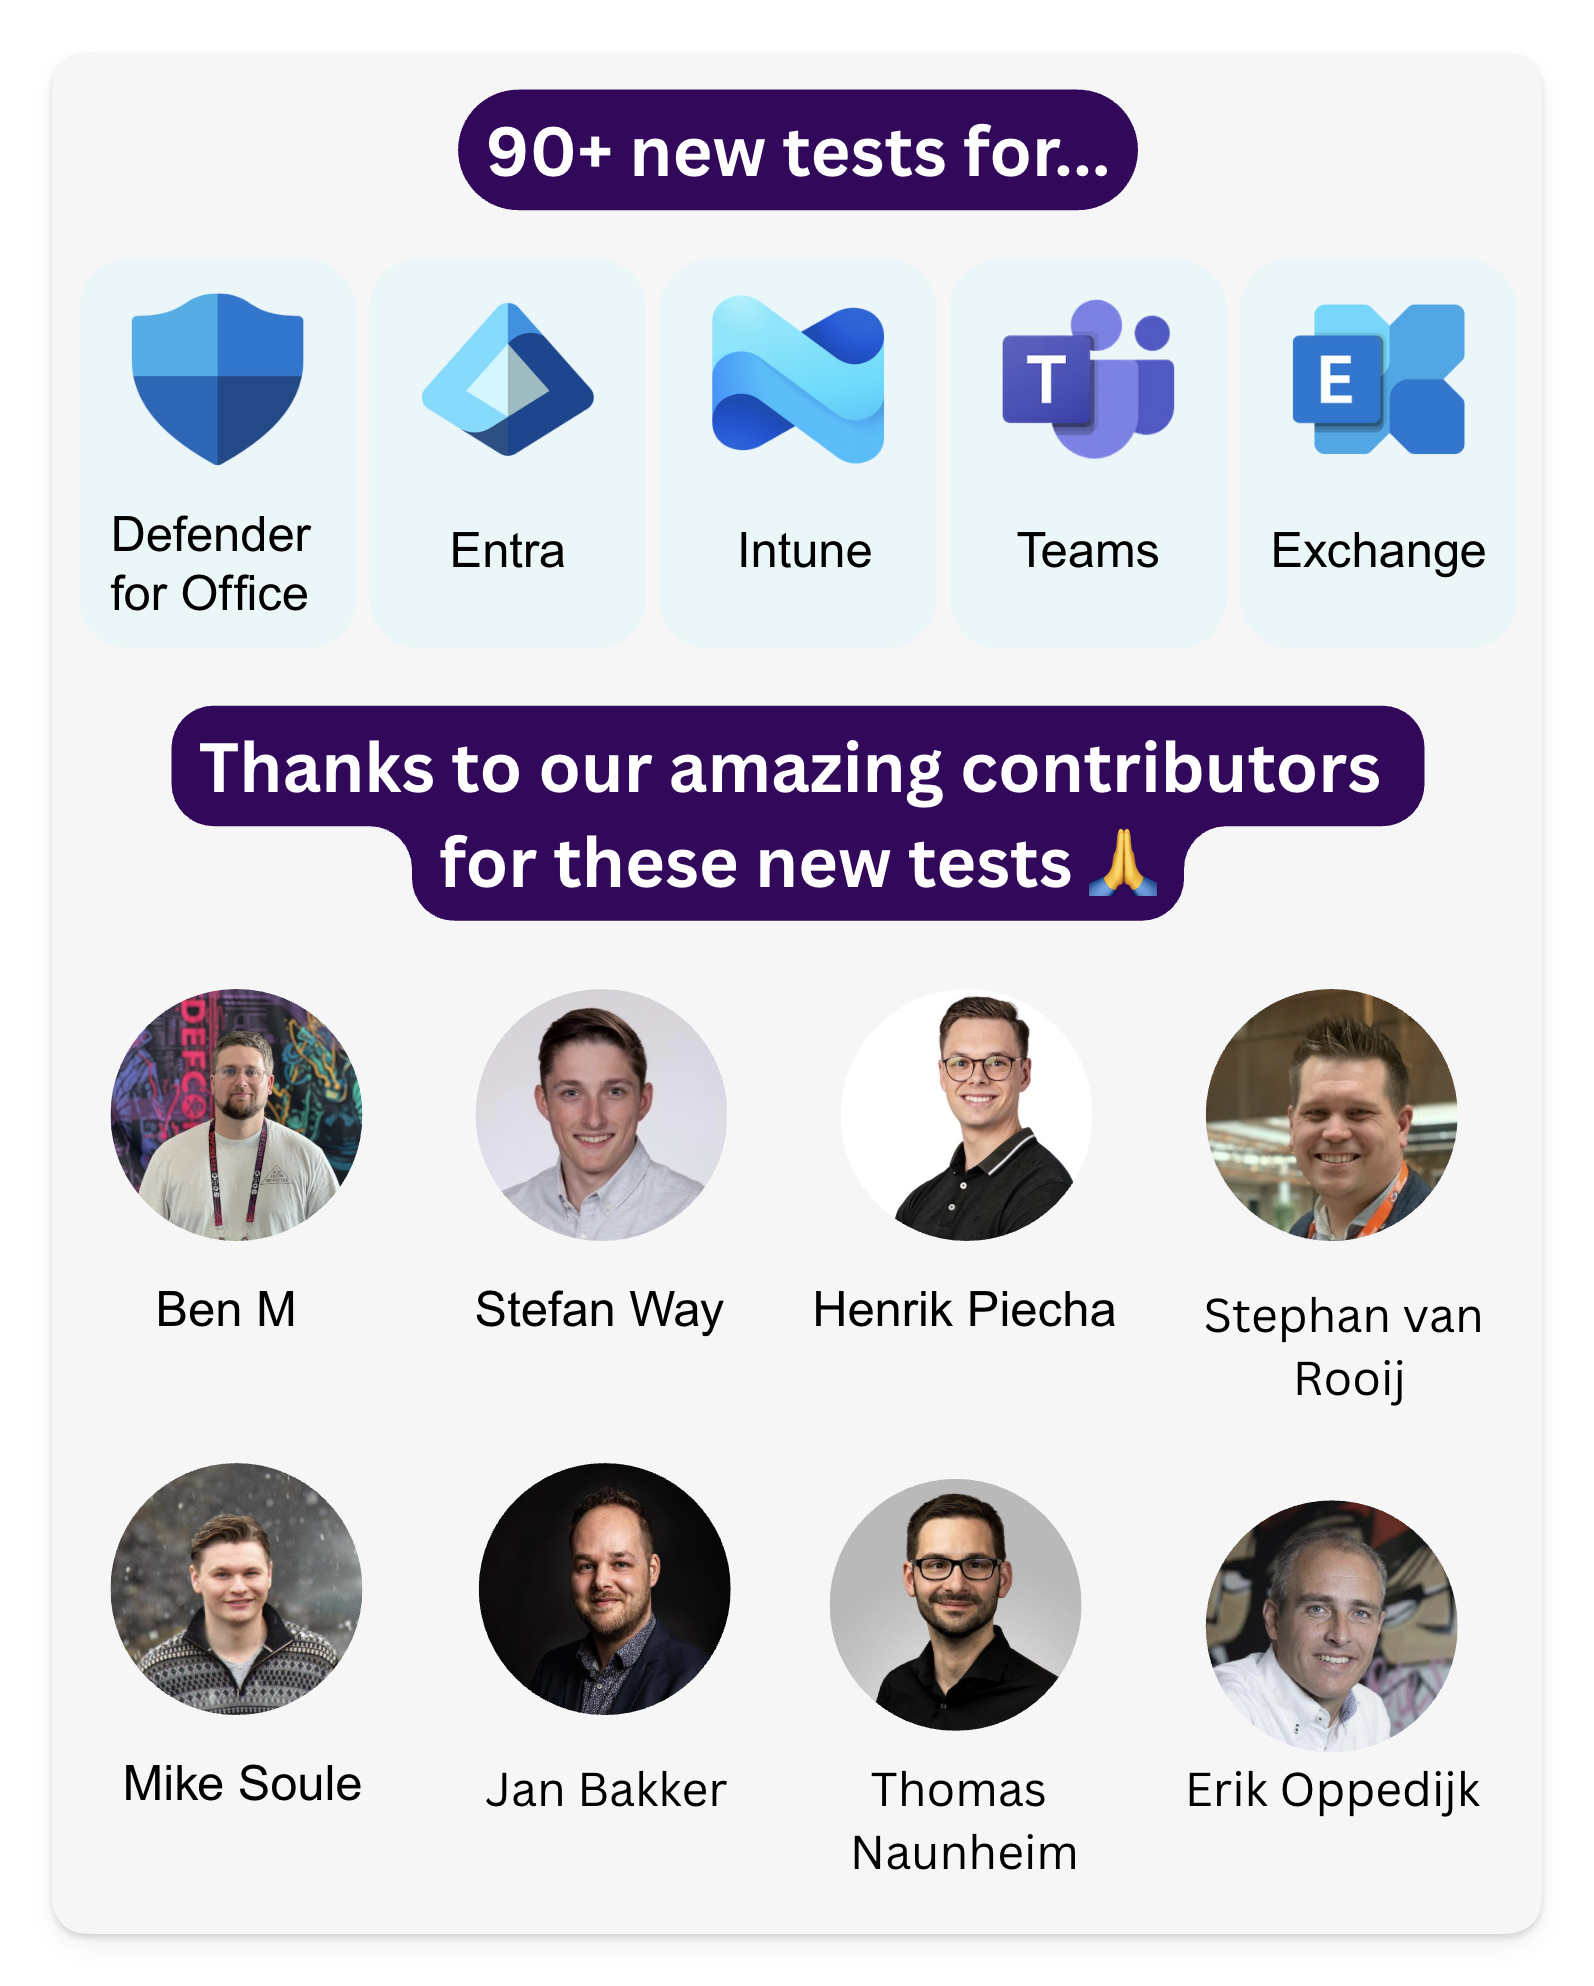 90+ new tests for...
T
E
Defender
for Office
Entra
Intune
Teams
Exchange
Thanks to our amazing contributors
for these new tests 🙏
DEFCON
Ben M
Stefan Way
Henrik Piecha
Stephan van
Rooij
Mike Soule
Jan Bakker
Thomas
Naunheim
Erik Oppedijk